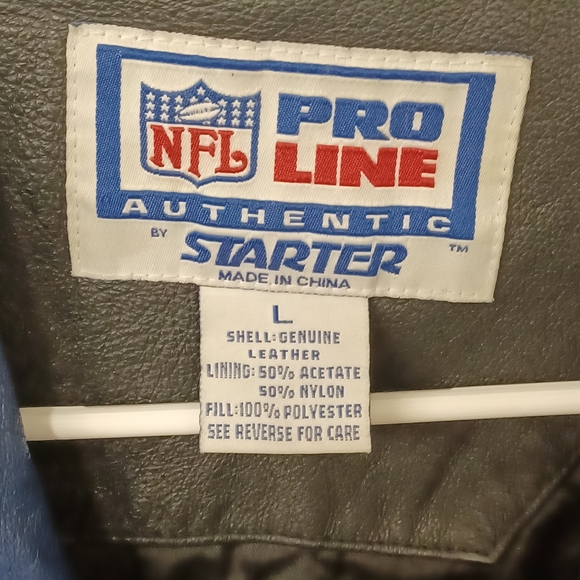 NFL
PRO
LINE
AUTHENTIC
BY STARTER ™
MADE IN CHINA
L
SHELL: GENUINE
LEATHER
LINING: 50% ACETATE
50% NYLON
FILL: 100% POLYESTER
SEE REVERSE FOR CARE